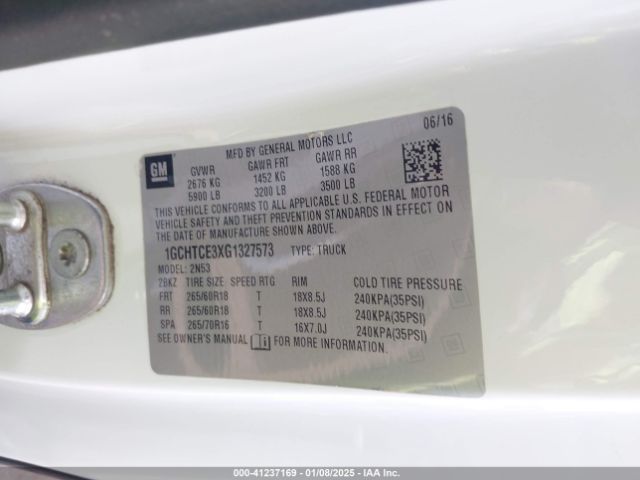 06/16
GM
MFD BY GENERAL MOTORS LLC
GVWR GAWR FRT GAWR RR
2676 KG 1452 KG 1588 KG
5900 LB 3200 LB 3500 LB
THIS VEHICLE CONFORMS TO ALL APPLICABLE U.S. FEDERAL MOTOR
VEHICLE SAFETY AND THEFT PREVENTION STANDARDS IN EFFECT ON
THE DATE OF MANUFACTURE SHOWN ABOVE.
1GCHTCE3XG1327573 TYPE: TRUCK
MODEL: 2N53
2BKZ TIRE SIZE SPEED RTG RIM COLD TIRE PRESSURE
FRT 265/60R18 T 18X8.5J 240KPA(35PSI)
RR 265/60R18 T 18X8.5J 240KPA(35PSI)
SPA 265/70R16 T 16X7.0J 240KPA(35PSI)
SEE OWNER'S MANUAL FOR MORE INFORMATION.
000-41237169 - 01/08/2025 - IAA Inc.